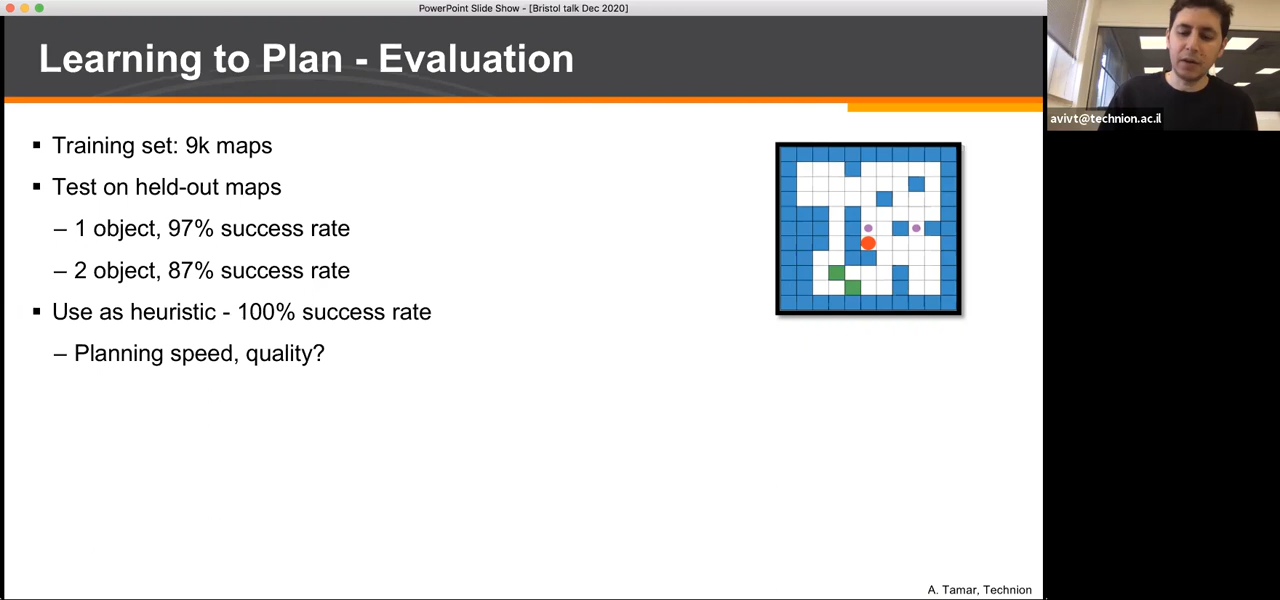 PowerPoint Slide Show - [Bristol talk Dec 2020]
Learning to Plan - Evaluation
avivt@technion.ac.il
▪ Training set: 9k maps
▪ Test on held-out maps
– 1 object, 97% success rate
– 2 object, 87% success rate
▪ Use as heuristic - 100% success rate
– Planning speed, quality?
A. Tamar, Technion